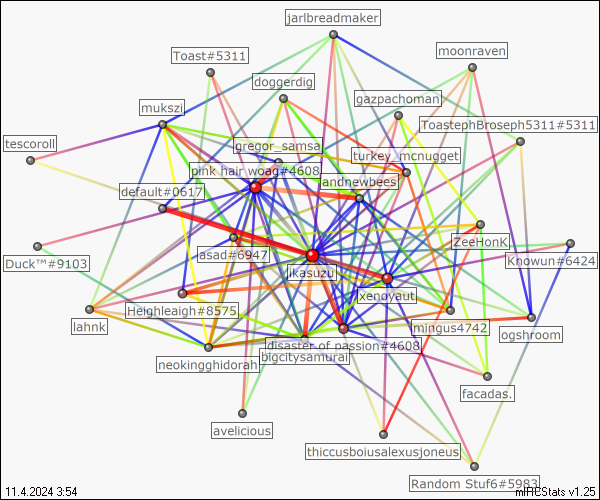 jarlbreadmaker
Toast#5311
moonraven
doggerdig
gazpachoman
mukszi
ToastephBroseph5311#5311
tescoroll
gregor_samsa
turkey_mcnugget
pink hair woag#4608
landnewbees
default#0617
ZeeHonK
asad#6947
Knowun#6424
Duck™#9103
ikasuzu
xenoyaut
Heighleaigh#8575
lahnk
mingus4742
ogshroom
disaster of passion#4608
bigcitysamurai
neokingghidorah
facadas.
avelicious
thiccusboiusalexusjoneus
Random Stuf6#5983
11.4.2024 3:54
mIRCStats v1.25